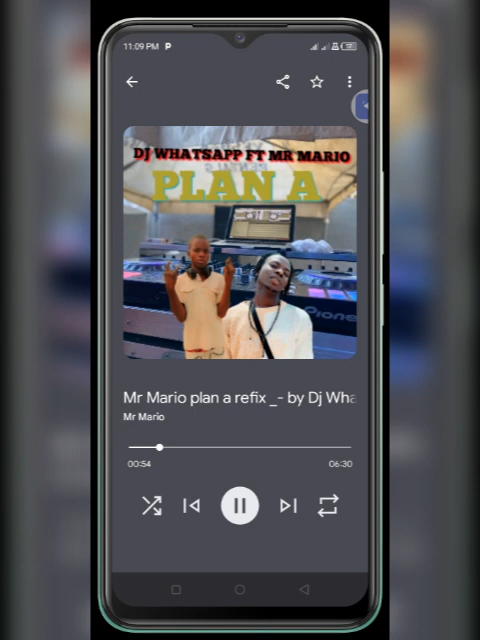 11:09 PM P
DJ WHATSAPP FT MR MARIO
PLAN A
Pioneer
Mr Mario plan a refix _- by Dj Wha
Mr Mario
00:54
06:30